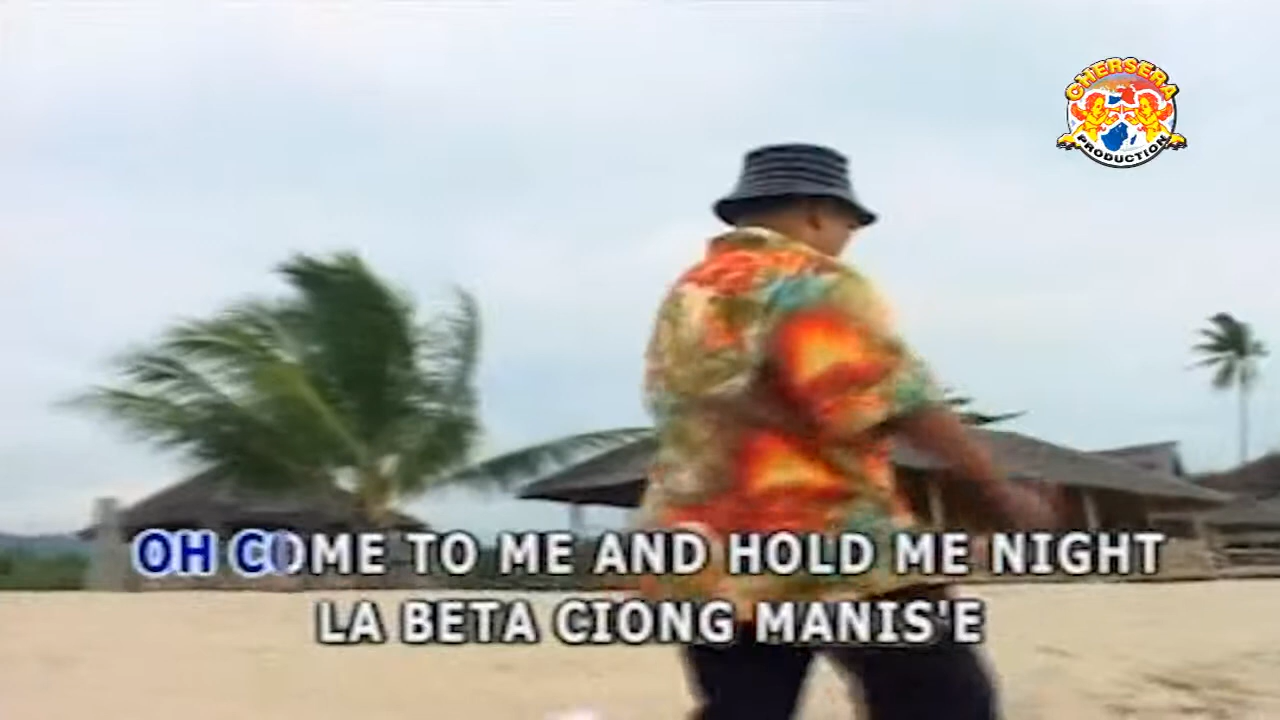 CHERSERA
PRODUCTION
OH COME TO ME AND HOLD ME NIGHT
LA BETA CIONG MANIS'E